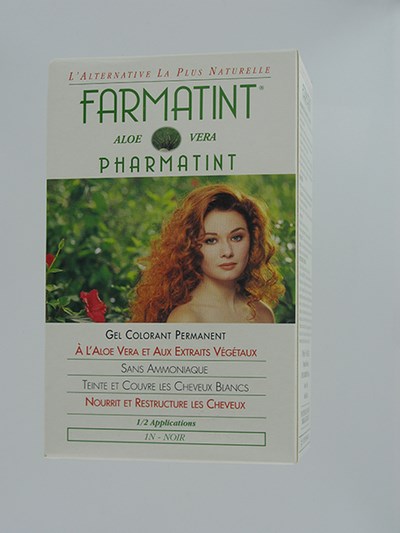 L'Alternative La Plus Naturelle
FARMATINT®
ALOE VERA
PHARMATINT
Gel Colorant Permanent
À L'Aloe Vera et Aux Extraits Végétaux
Sans Ammoniaque
Teinte et Couvre les Cheveux Blancs
Nourrit et Restructure les Cheveux
1/2 Applications
1N - NOIR